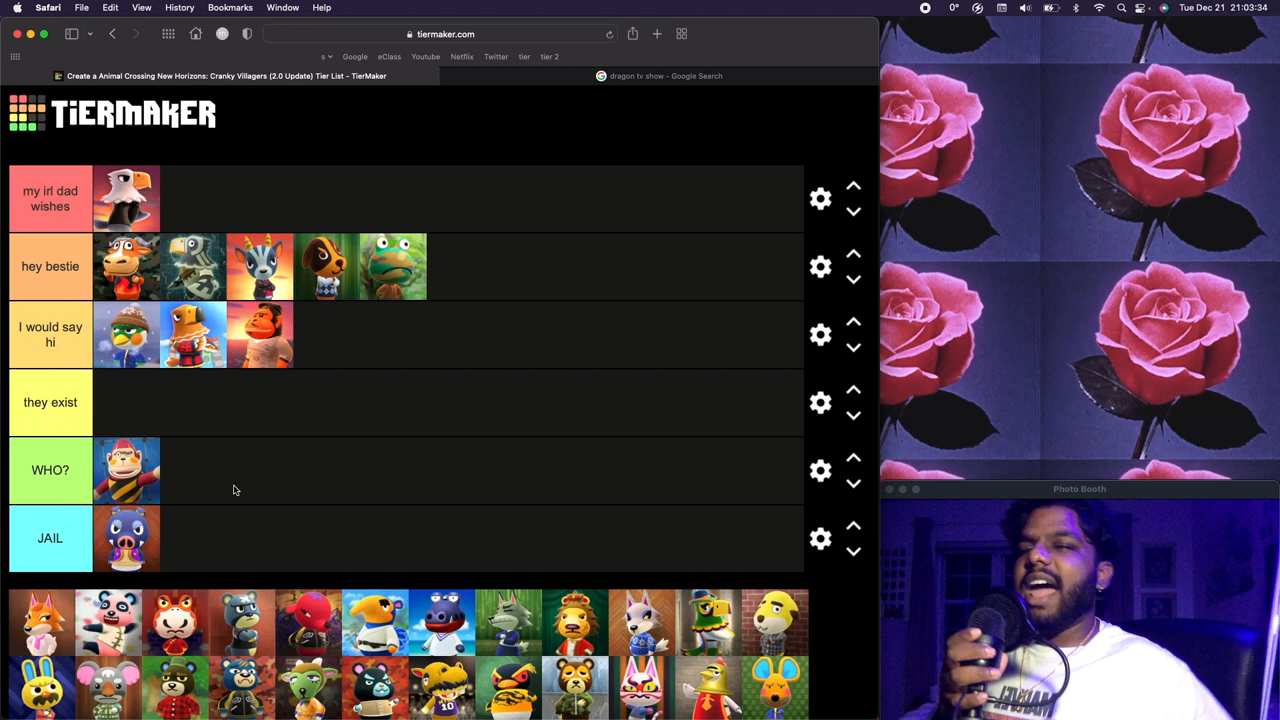 Safari File Edit View History Bookmarks Window Help
0° Tue Dec 21 21:03:34
tiermaker.com
s Google eClass Youtube Netflix Twitter tier tier 2
Create a Animal Crossing New Horizons: Cranky Villagers (2.0 Update) Tier List - TierMaker
dragon tv show - Google Search
TiERMAKER
my irl dad
wishes
hey bestie
I would say
hi
they exist
WHO?
JAIL
Photo Booth
10